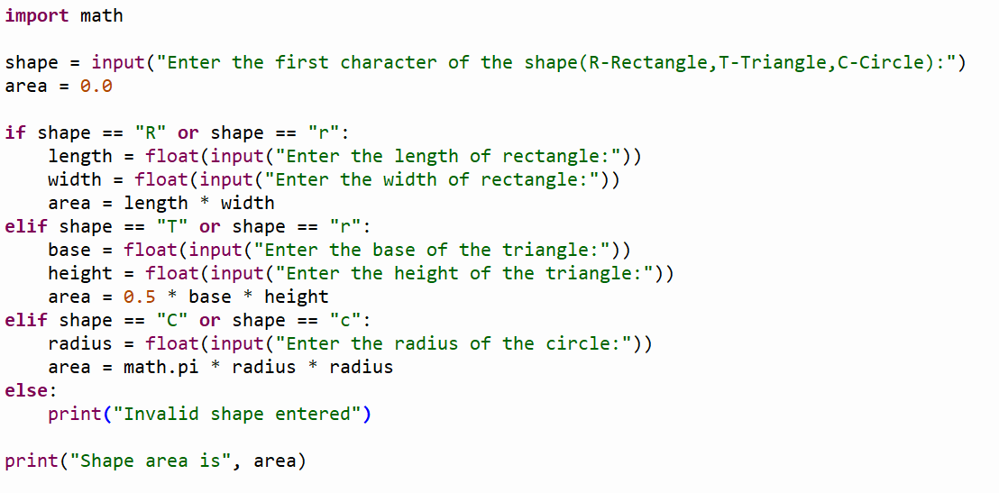 import math
shape = input("Enter the first character of the shape(R-Rectangle,T-Triangle,C-Circle):")
area = 0.0
if shape == "R" or shape == "r":
    length = float(input("Enter the length of rectangle:"))
    width = float(input("Enter the width of rectangle:"))
    area = length * width
elif shape == "T" or shape == "r":
    base = float(input("Enter the base of the triangle:"))
    height = float(input("Enter the height of the triangle:"))
    area = 0.5 * base * height
elif shape == "C" or shape == "c":
    radius = float(input("Enter the radius of the circle:"))
    area = math.pi * radius * radius
else:
    print("Invalid shape entered")
print("Shape area is", area)